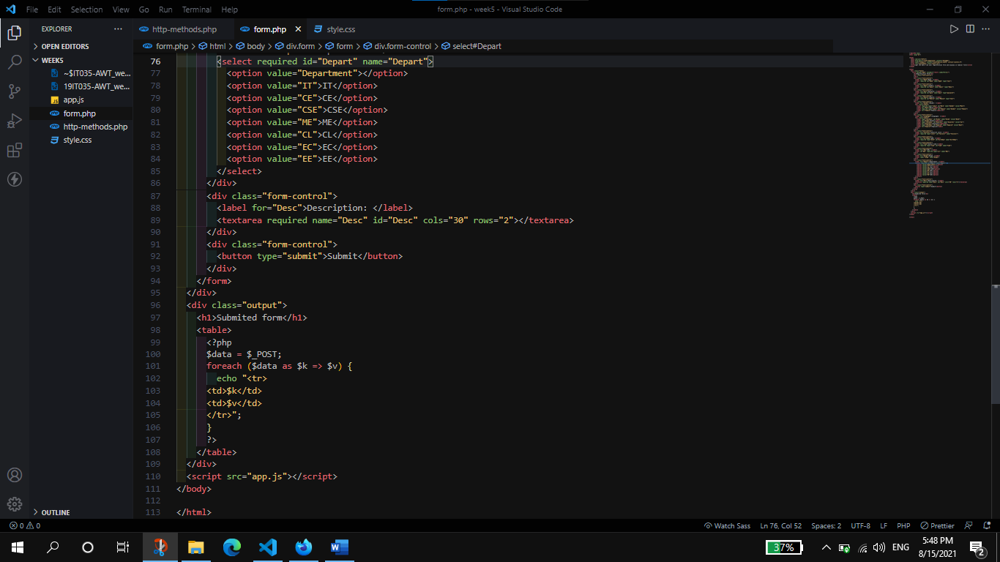 File Edit Selection View Go Run Terminal Help
form.php - week5 - Visual Studio Code
EXPLORER
OPEN EDITORS
WEEK5
~$IT035-AWT_we...
19IT035-AWT_we...
app.js
form.php
http-methods.php
style.css
OUTLINE
http-methods.php form.php style.css
form.php > html > body > div.form > form > div.form-control > select#Depart
76 <select required id="Depart" name="Depart">
77 <option value="Department"></option>
78 <option value="IT">IT</option>
79 <option value="CE">CE</option>
80 <option value="CSE">CSE</option>
81 <option value="ME">ME</option>
82 <option value="CL">CL</option>
83 <option value="EC">EC</option>
84 <option value="EE">EE</option>
85 </select>
86 </div>
87 <div class="form-control">
88 <label for="Desc">Description: </label>
89 <textarea required name="Desc" id="Desc" cols="30" rows="2"></textarea>
90 </div>
91 <div class="form-control">
92 <button type="submit">Submit</button>
93 </div>
94 </form>
95 </div>
96 <div class="output">
97 <h1>Submited form</h1>
98 <table>
99 <?php
100 $data = $_POST;
101 foreach ($data as $k => $v) {
102 echo "<tr>
103 <td>$k</td>
104 <td>$v</td>
105 </tr>";
106 }
107 ?>
108 </table>
109 </div>
110 <script src="app.js"></script>
111 </body>
112
113 </html>
0 0 Watch Sass Ln 76, Col 52 Spaces: 2 UTF-8 LF PHP Prettier
37% ENG 5:48 PM
8/15/2021 2